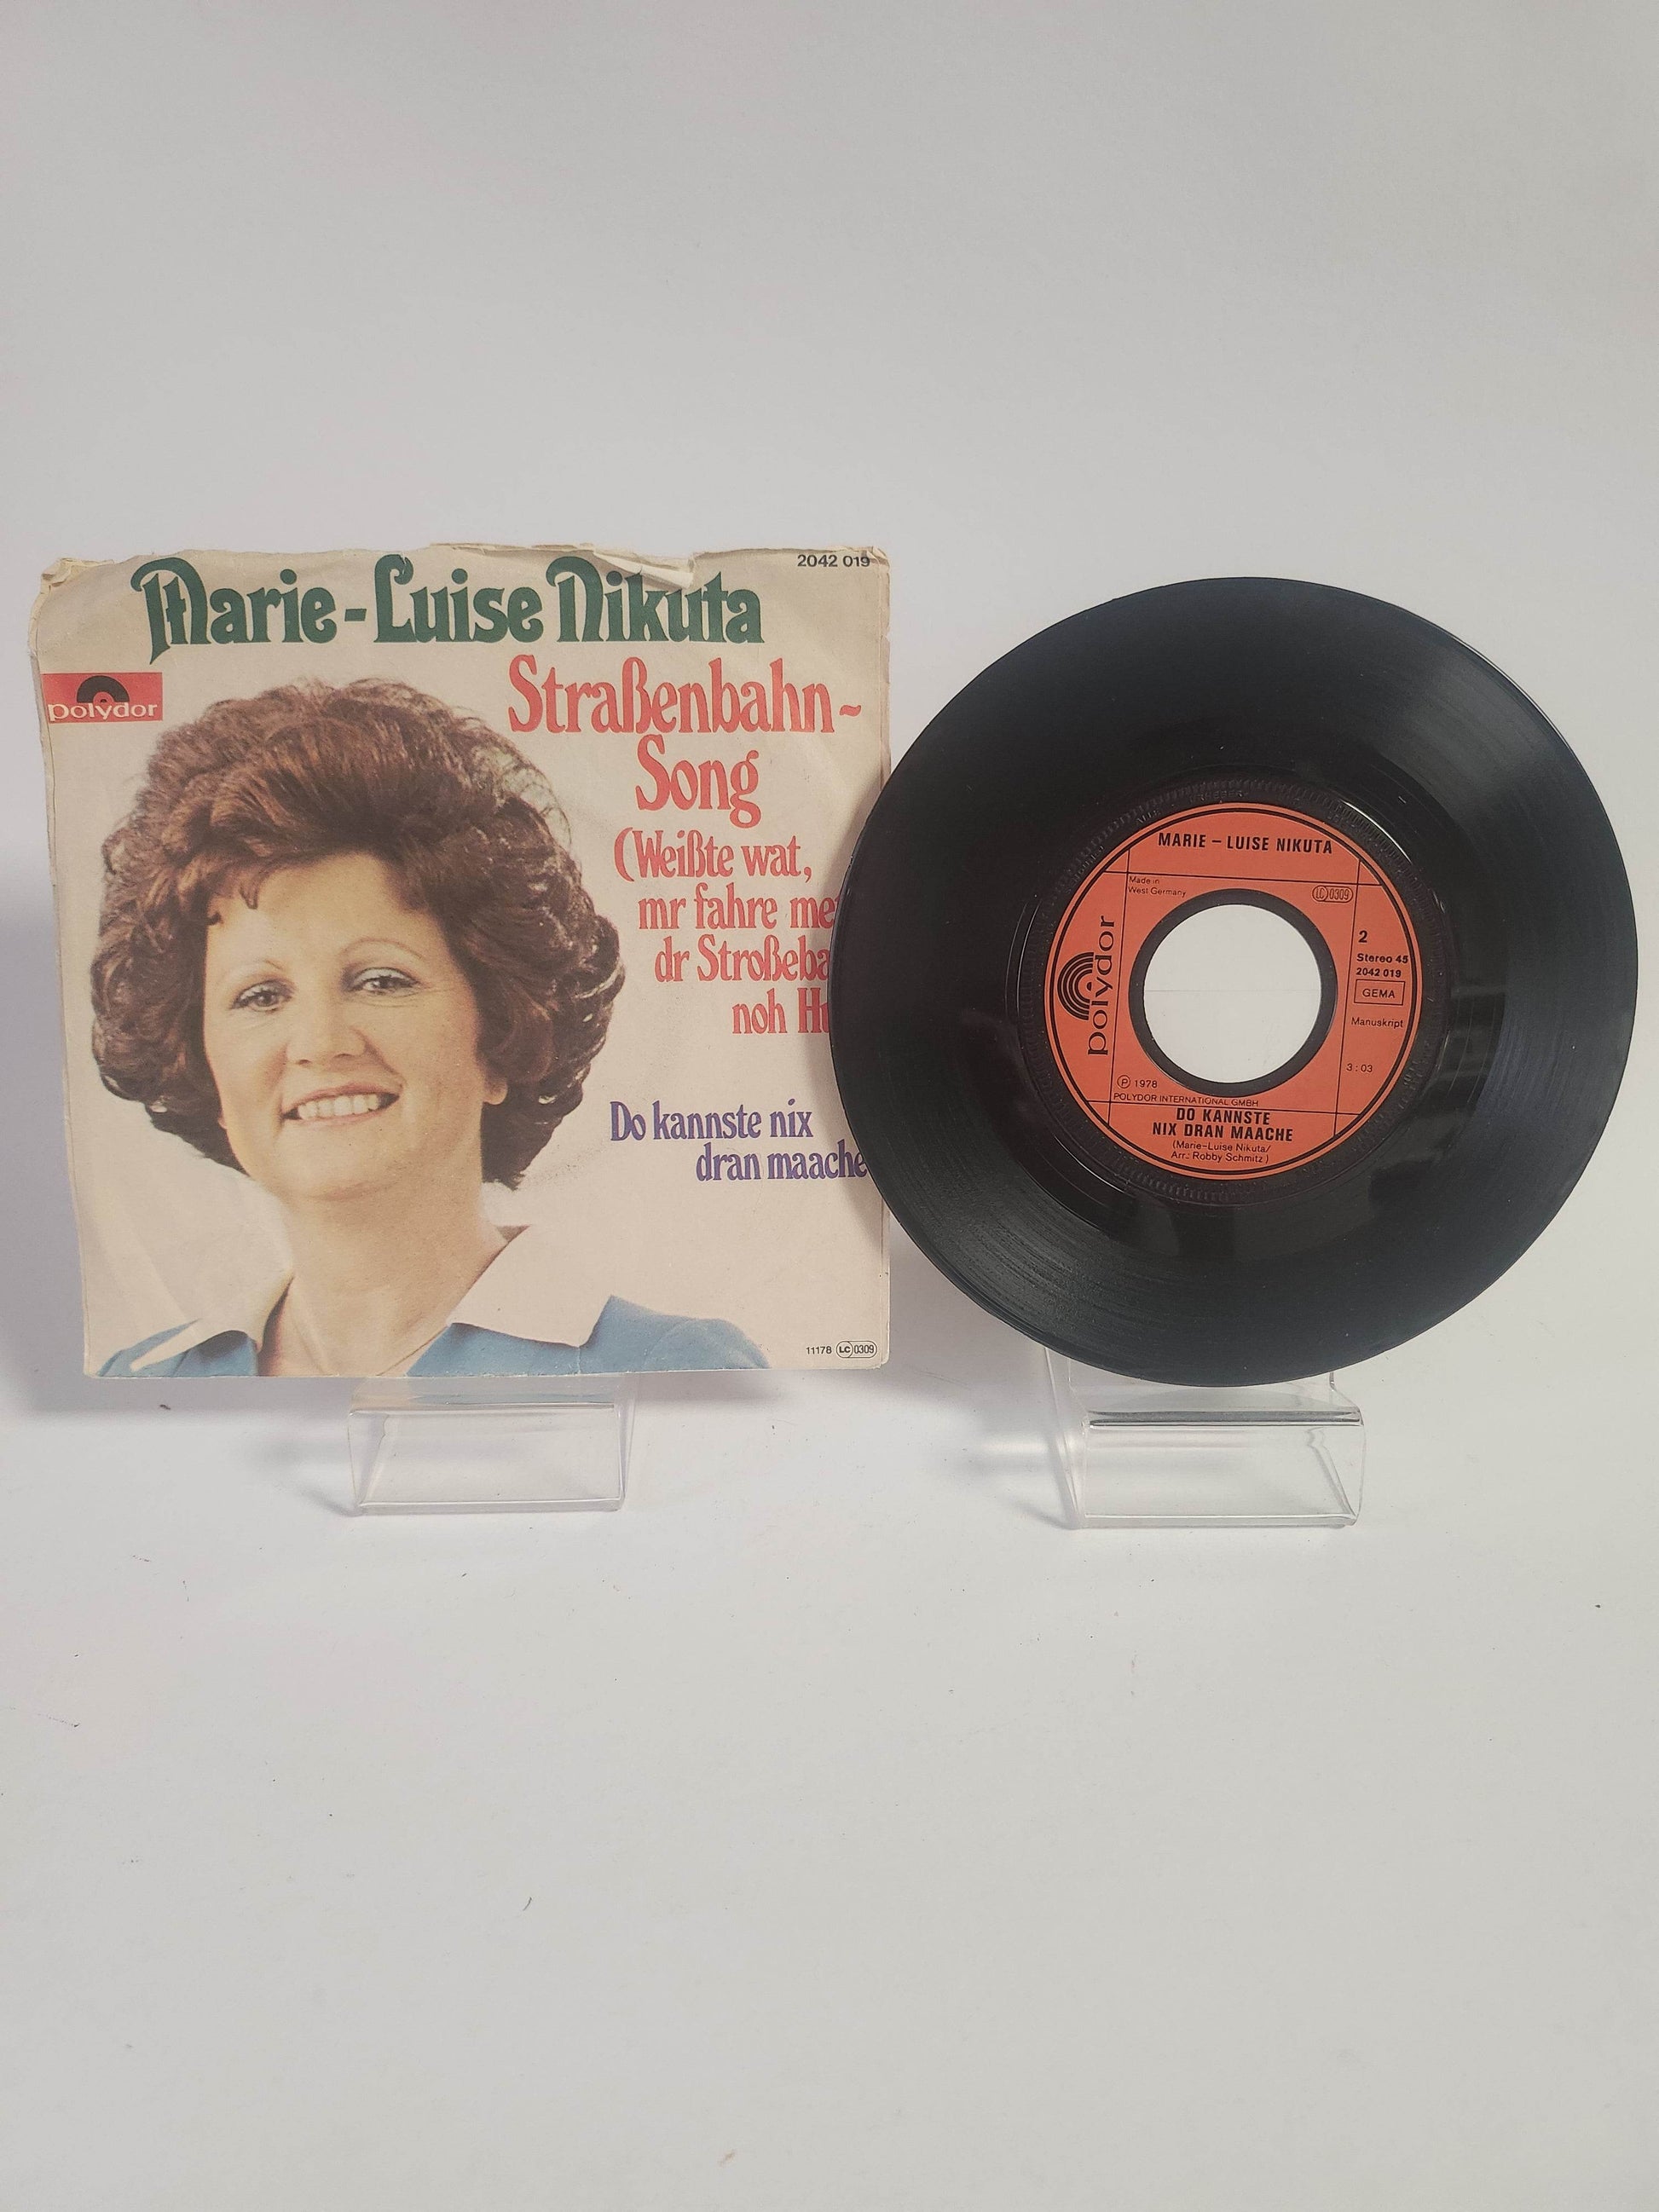 Marie-Luise Nikuta
2042 019
polydor
Straßenbahn-
Song
(Weißte wat,
mr fahre
dr
noh
Do kannste nix
dran maache
11178 LC 0309
MARIE – LUISE NIKUTA
Made in
West Germany
LC 0309
polydor
2
Stereo 45
2042 019
GEMA
Manuskript
3:03
Ⓟ 1978
POLYDOR INTERNATIONAL GMBH
DO KANNSTE
NIX DRAN MAACHE
(Marie-Luise Nikuta/
Arr.: Robby Schmitz)